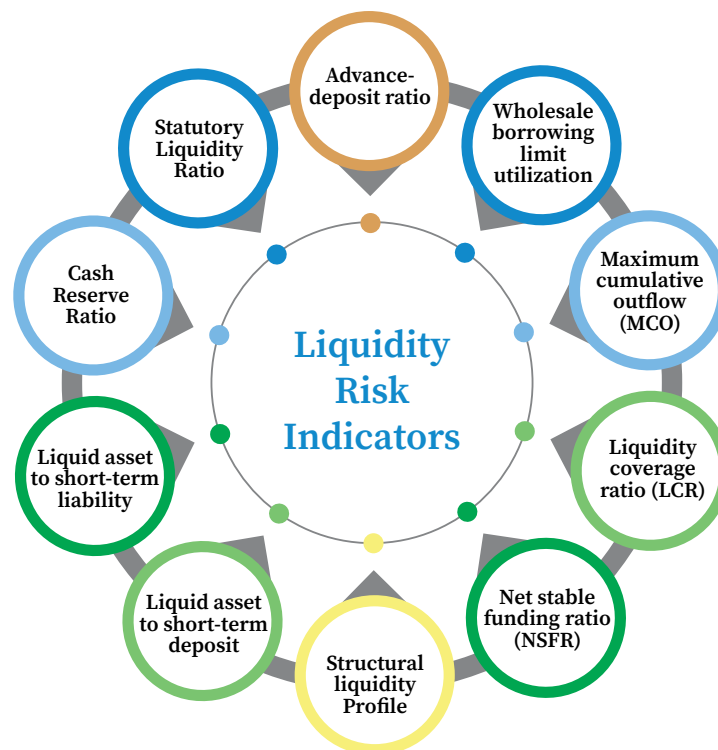 Advance-
deposit ratio
Wholesale
borrowing
limit
utilization
Maximum
cumulative
outflow
(MCO)
Liquidity
coverage
ratio (LCR)
Net stable
funding ratio
(NSFR)
Structural
liquidity
Profile
Liquid asset
to short-term
deposit
Liquid asset
to short-term
liability
Cash
Reserve
Ratio
Statutory
Liquidity
Ratio
Liquidity
Risk
Indicators